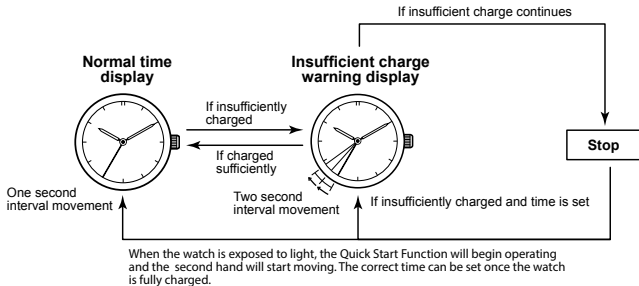 If insufficient charge continues
Normal time
display
Insufficient charge
warning display
If insufficiently
charged
If charged
sufficiently
Stop
One second
interval movement
Two second
interval movement
If insufficiently charged and time is set
When the watch is exposed to light, the Quick Start Function will begin operating
and the second hand will start moving. The correct time can be set once the watch
is fully charged.